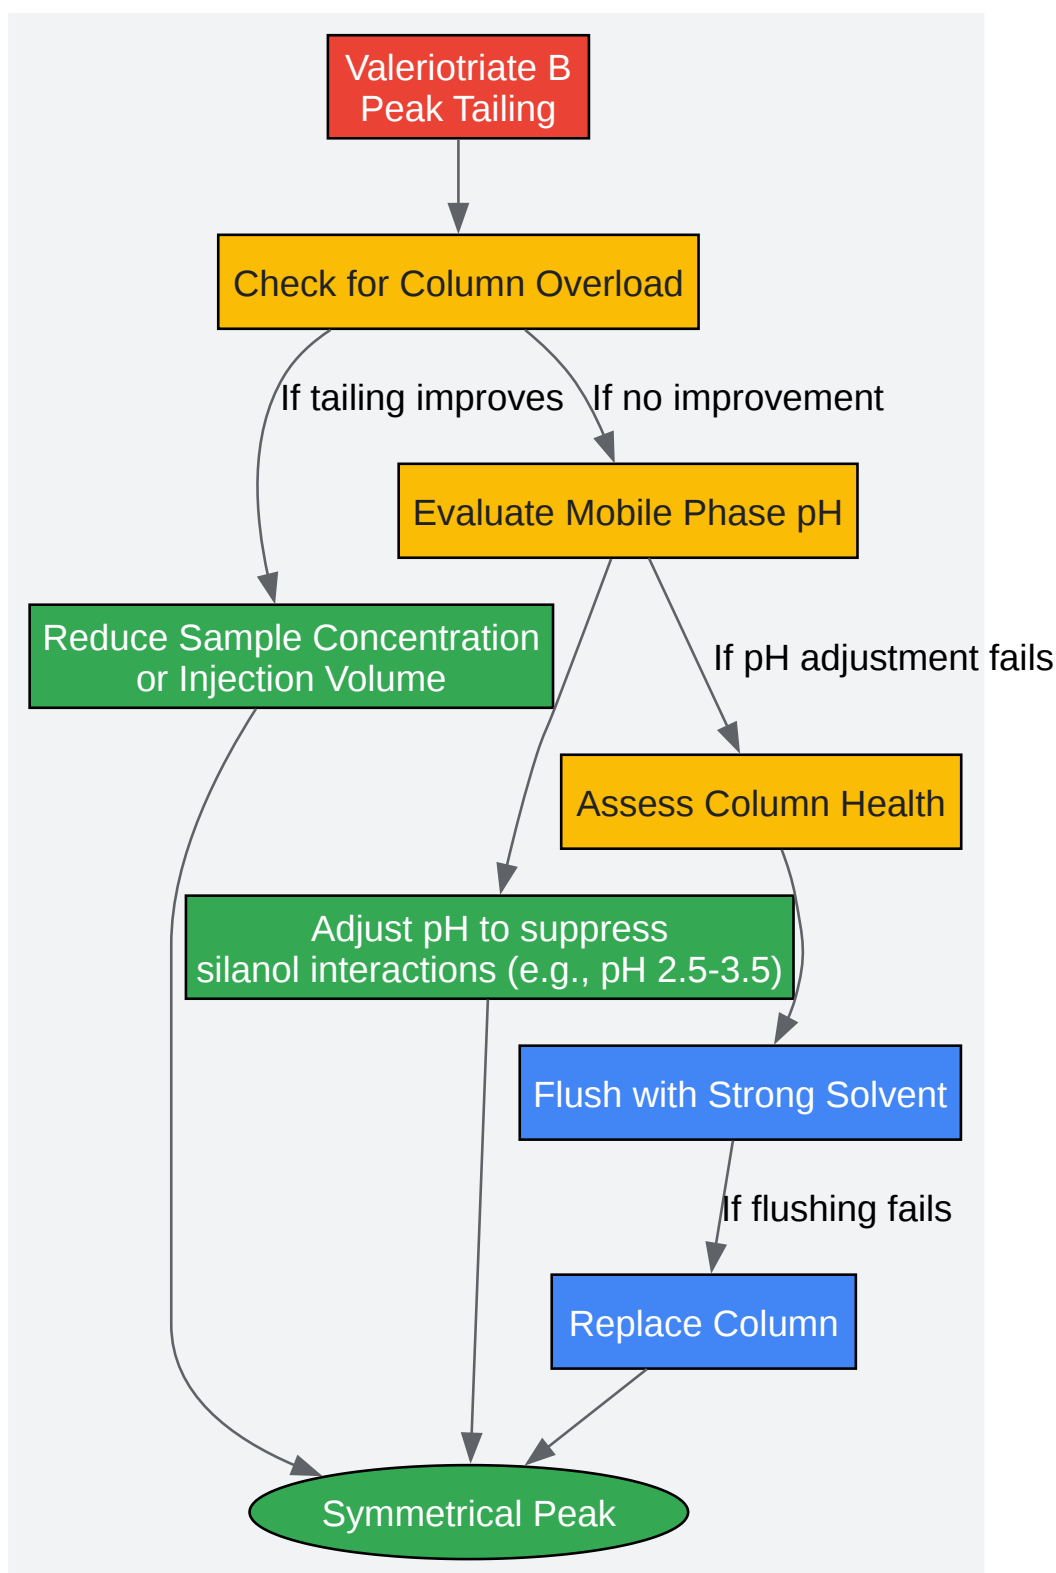 Valeriotriate B
Peak Tailing
Check for Column Overload
If tailing improves
If no improvement
Evaluate Mobile Phase pH
Reduce Sample Concentration
or Injection Volume
If pH adjustment fails
Assess Column Health
Adjust pH to suppress
silanol interactions (e.g., pH 2.5-3.5)
Flush with Strong Solvent
If flushing fails
Replace Column
Symmetrical Peak